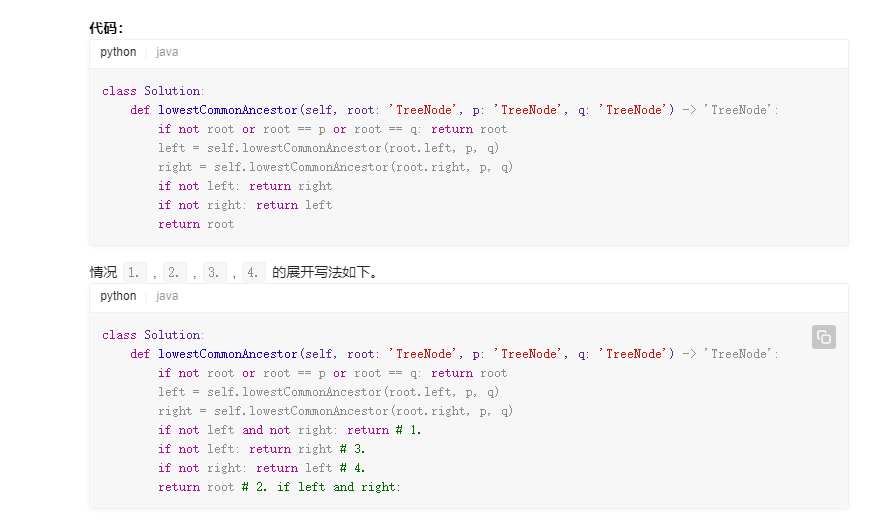 代码：
python | java
class Solution:
    def lowestCommonAncestor(self, root: 'TreeNode', p: 'TreeNode', q: 'TreeNode') -> 'TreeNode':
        if not root or root == p or root == q: return root
        left = self.lowestCommonAncestor(root.left, p, q)
        right = self.lowestCommonAncestor(root.right, p, q)
        if not left: return right
        if not right: return left
        return root
情况 1. , 2. , 3. , 4. 的展开写法如下。
python | java
class Solution:
    def lowestCommonAncestor(self, root: 'TreeNode', p: 'TreeNode', q: 'TreeNode') -> 'TreeNode':
        if not root or root == p or root == q: return root
        left = self.lowestCommonAncestor(root.left, p, q)
        right = self.lowestCommonAncestor(root.right, p, q)
        if not left and not right: return # 1.
        if not left: return right # 3.
        if not right: return left # 4.
        return root # 2. if left and right: